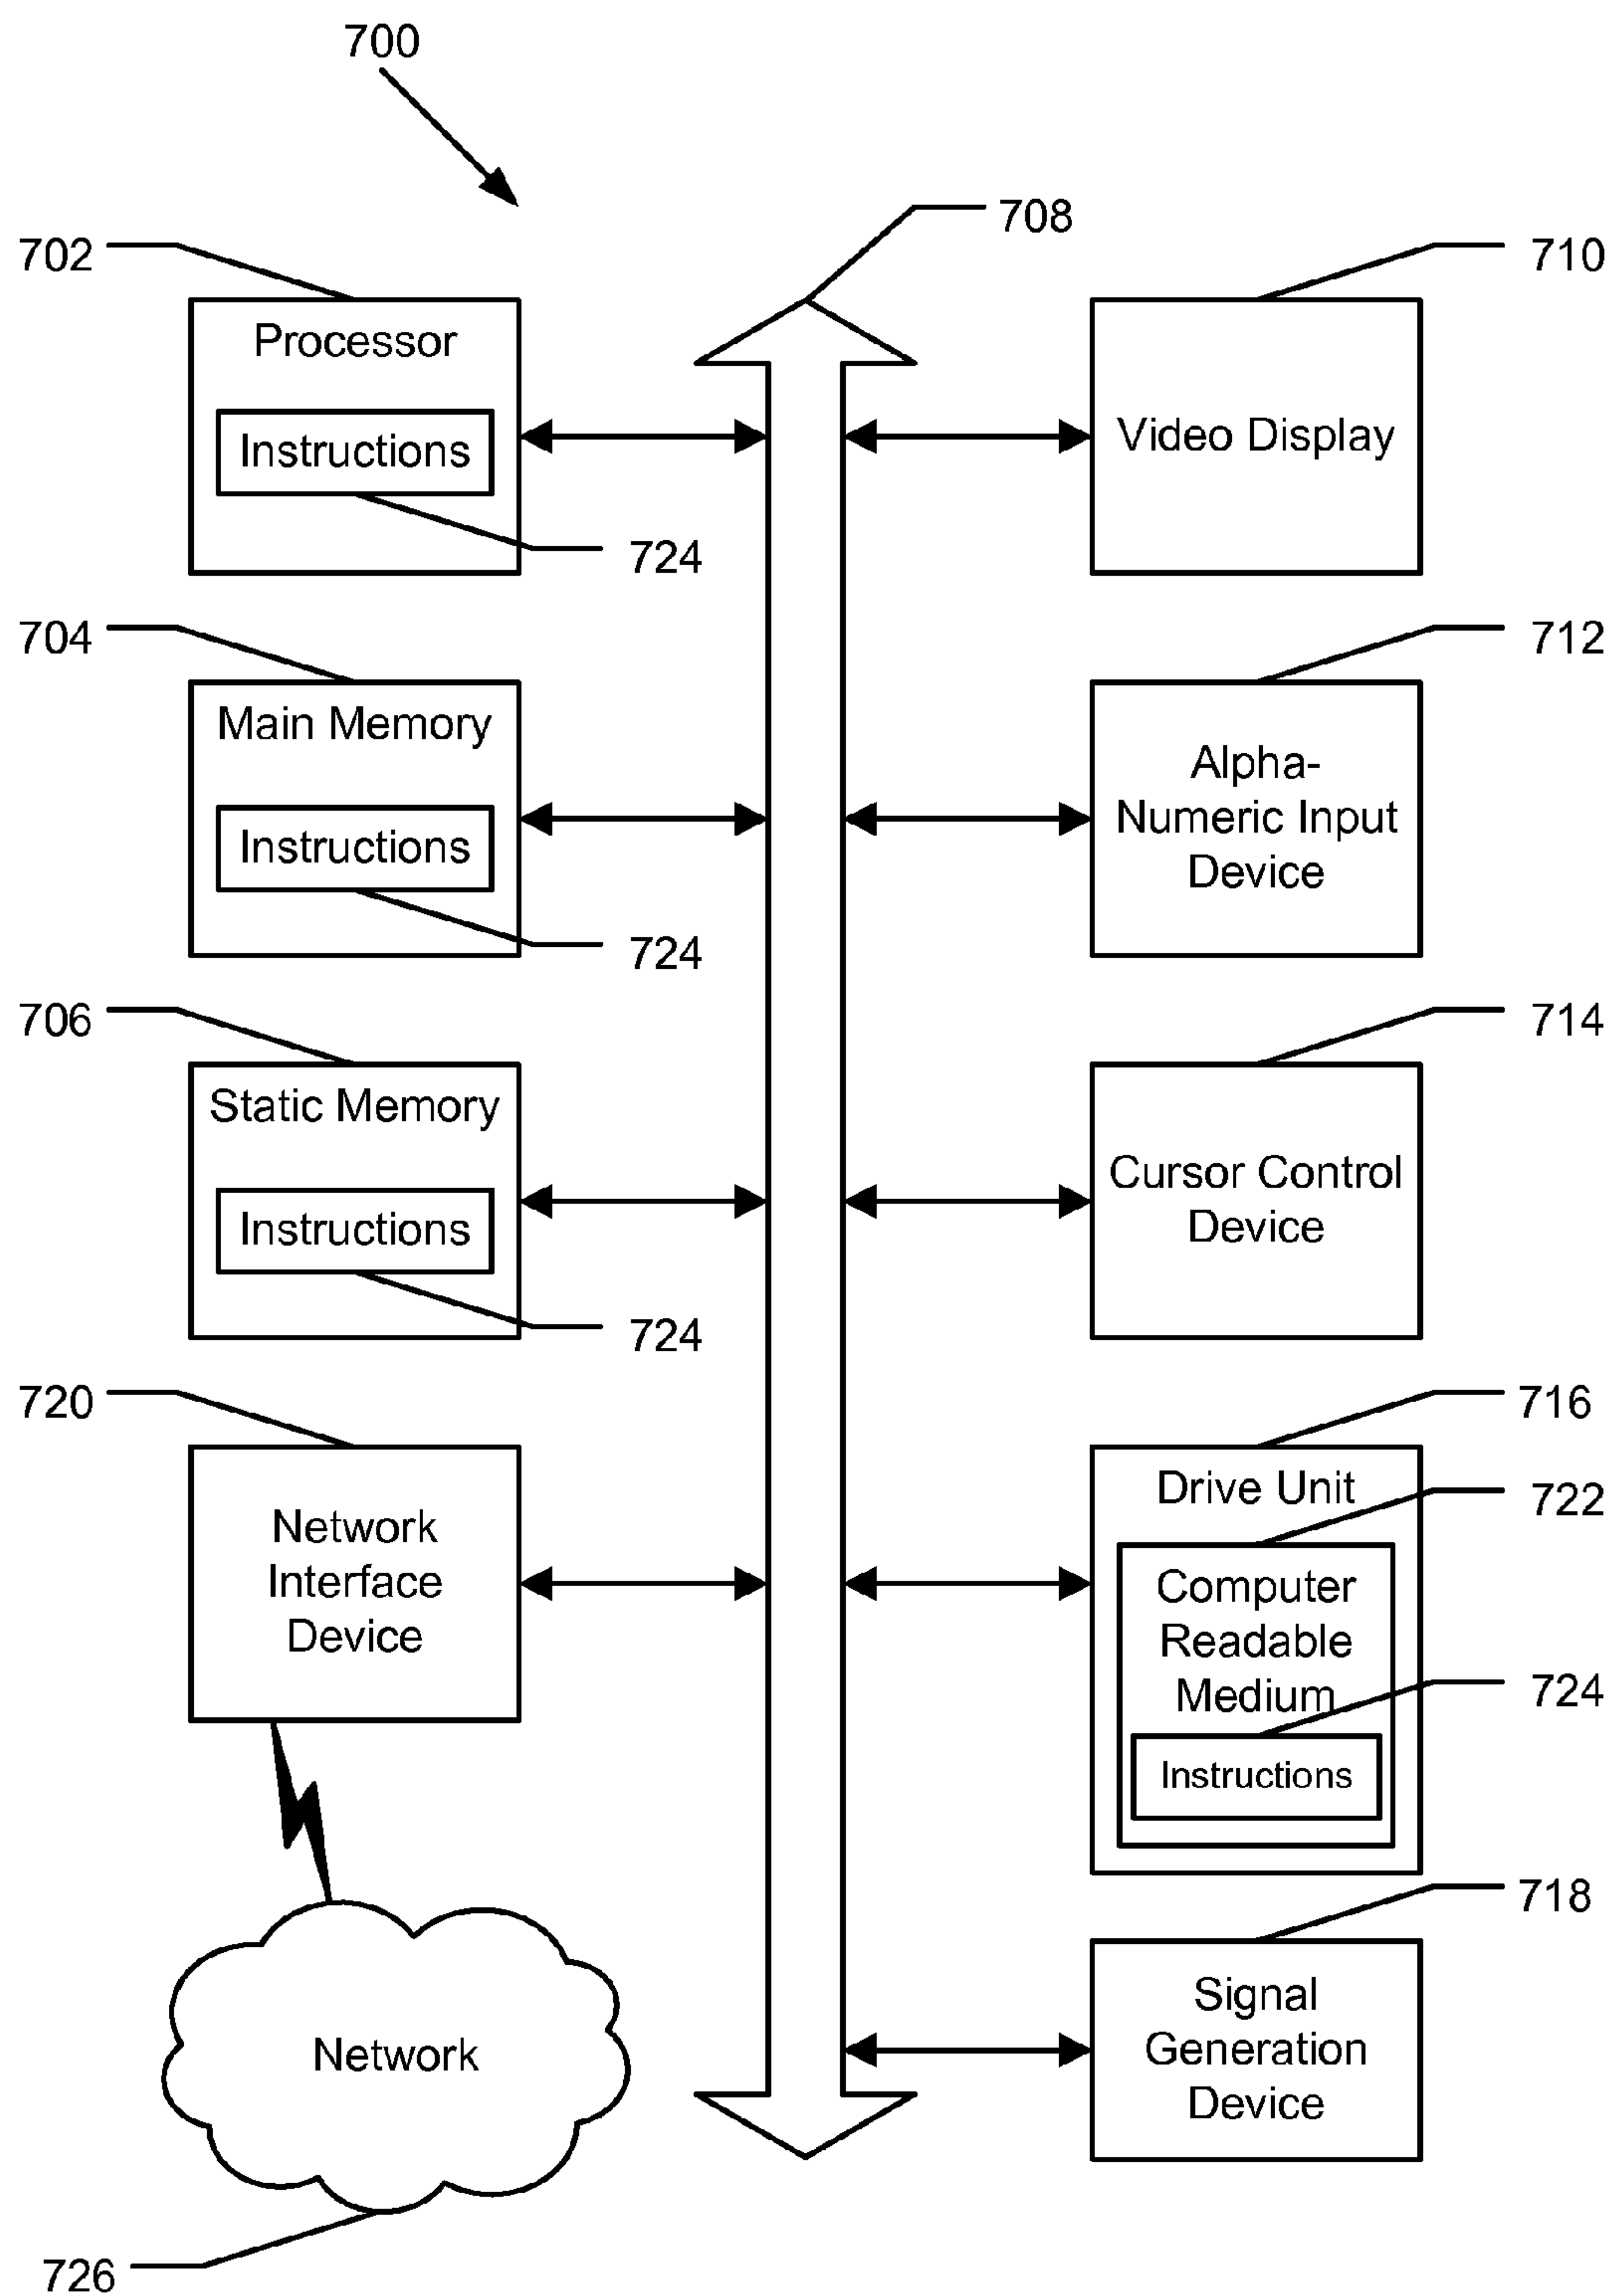 700
708
702
710
Processor
Instructions
Video Display
724
704
712
Main Memory
Instructions
Alpha-
Numeric Input
Device
724
706
714
Static Memory
Instructions
Cursor Control
Device
724
720
716
Network
Interface
Device
Drive Unit
722
Computer
Readable
Medium
724
Instructions
718
Signal
Generation
Device
Network
726